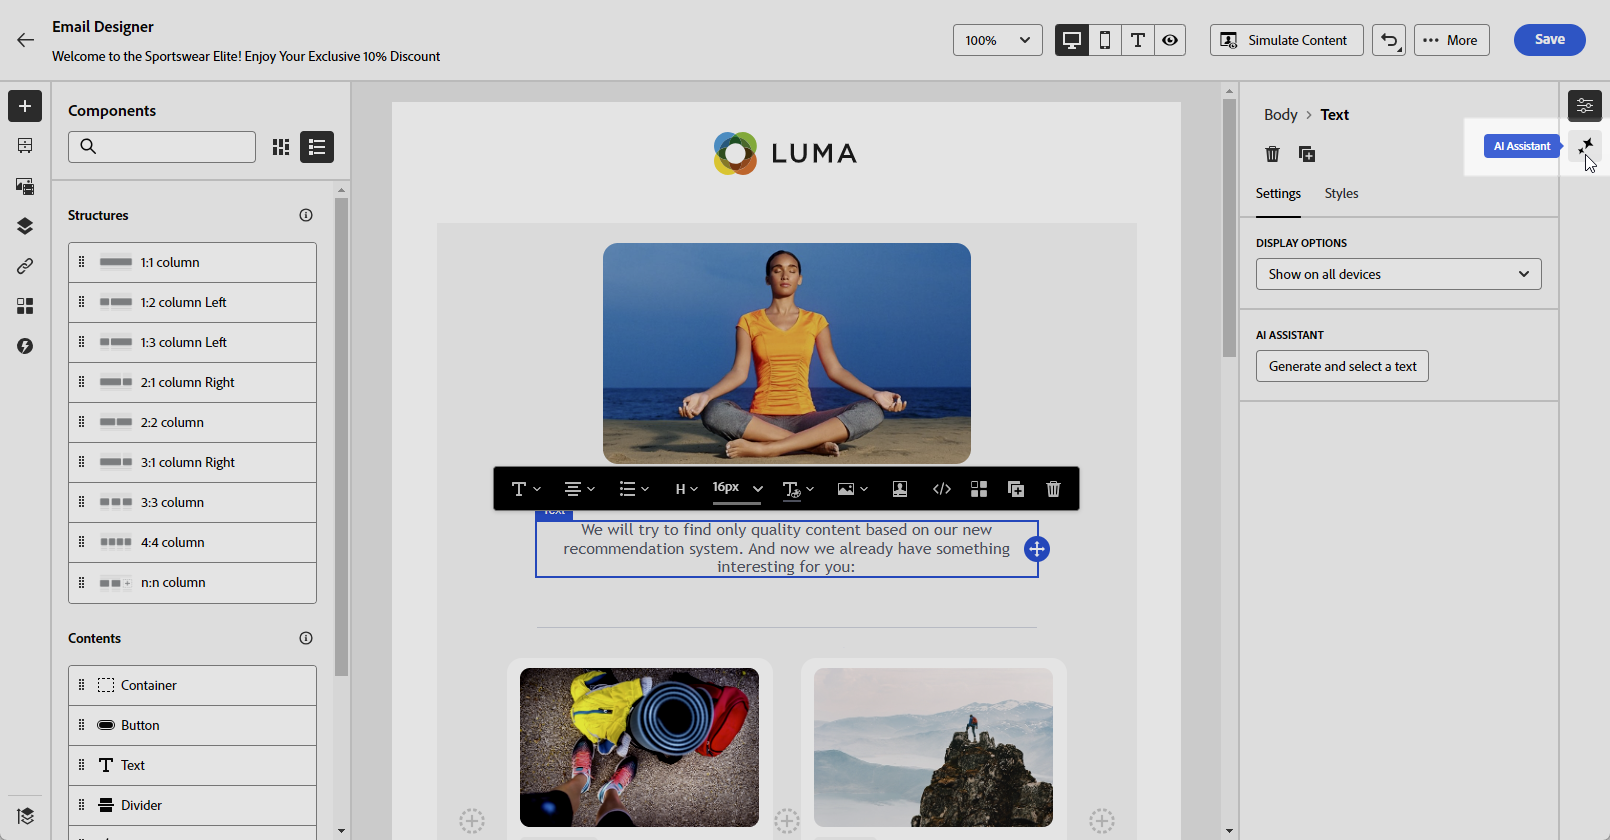 Email Designer
Welcome to the Sportswear Elite! Enjoy Your Exclusive 10% Discount
100%
Simulate Content
More
Save
Components
Structures
1:1 column
1:2 column Left
1:3 column Left
2:1 column Right
2:2 column
3:1 column Right
3:3 column
4:4 column
n:n column
Contents
Container
Button
Text
Divider
LUMA
H
16px
Text
We will try to find only quality content based on our new
recommendation system. And now we already have something
interesting for you:
Body > Text
AI Assistant
Settings
Styles
DISPLAY OPTIONS
Show on all devices
AI ASSISTANT
Generate and select a text